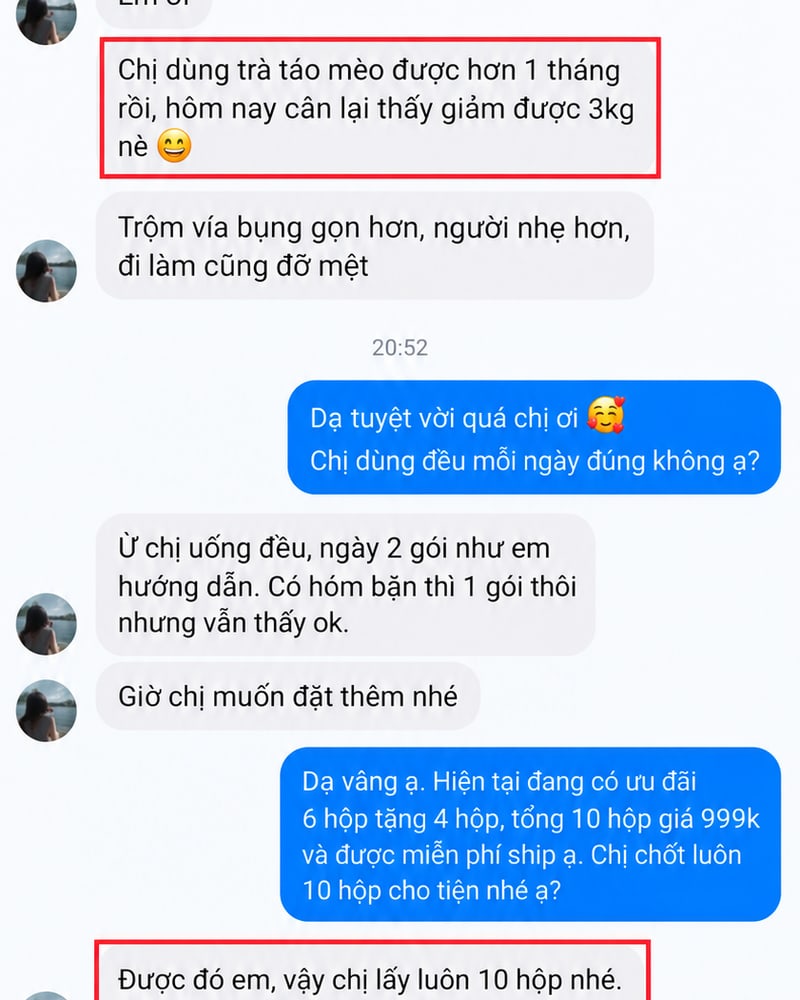 Em ơi
Chị dùng trà táo mèo được hơn 1 tháng
rồi, hôm nay cân lại thấy giảm được 3kg
nè 😄
Trộm vía bụng gọn hơn, người nhẹ hơn,
đi làm cũng đỡ mệt
20:52
Dạ tuyệt vời quá chị ơi 🥰
Chị dùng đều mỗi ngày đúng không ạ?
Ừ chị uống đều, ngày 2 gói như em
hướng dẫn. Có hóm bận thì 1 gói thôi
nhưng vẫn thấy ok.
Giờ chị muốn đặt thêm nhé
Dạ vâng ạ. Hiện tại đang có ưu đãi
6 hộp tặng 4 hộp, tổng 10 hộp giá 999k
và được miễn phí ship ạ. Chị chốt luôn
10 hộp cho tiện nhé ạ?
Được đó em, vậy chị lấy luôn 10 hộp nhé.